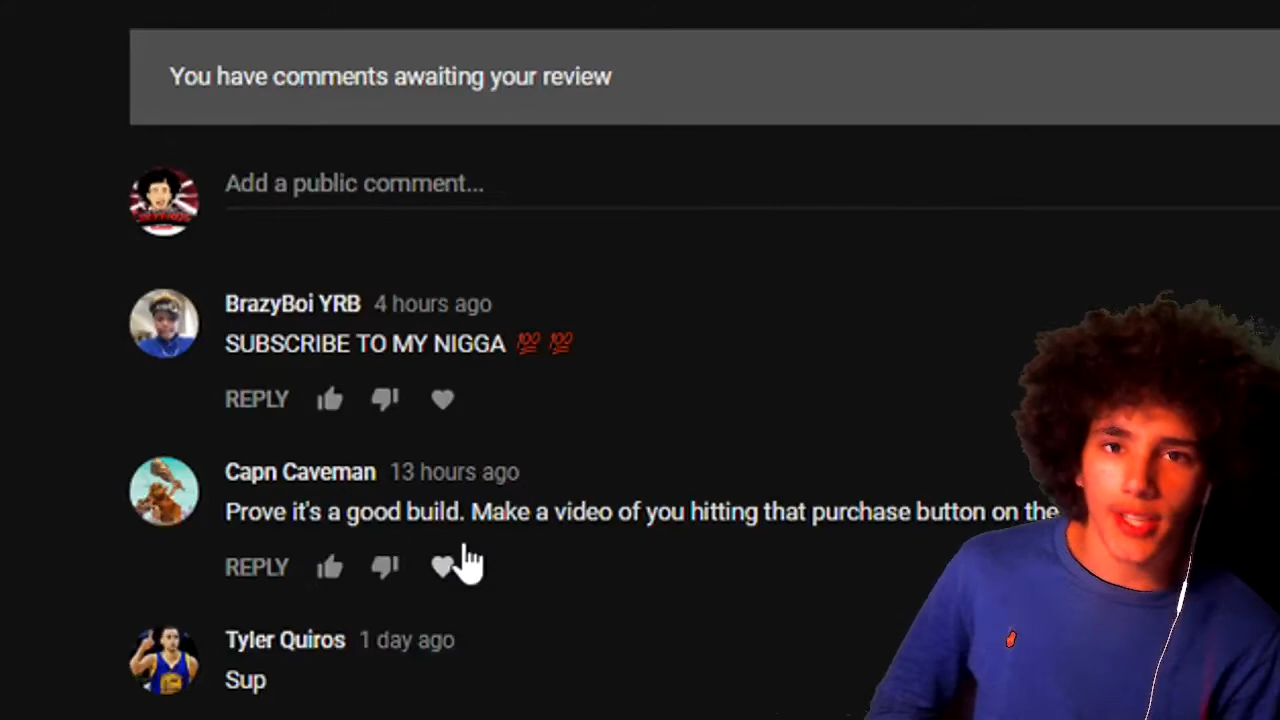 You have comments awaiting your review
Add a public comment...
BrazyBoi YRB 4 hours ago
SUBSCRIBE TO MY NIGGA 💯 💯
REPLY
Capn Caveman 13 hours ago
Prove it's a good build. Make a video of you hitting that purchase button on the
REPLY
Tyler Quiros 1 day ago
Sup